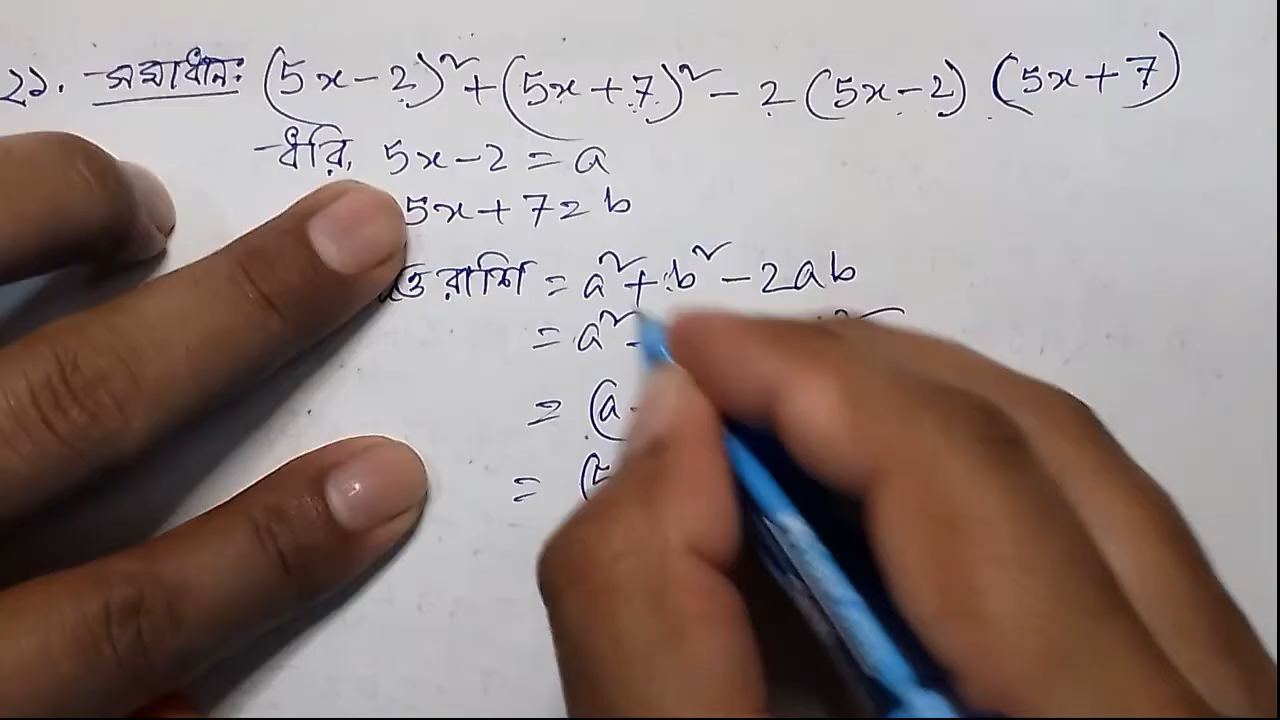 ২১. সমাধান: (5x-2)²+(5x+7)²-2(5x-2)(5x+7)
ধরি, 5x-2=a
5x+7=b
রাশি = a²+b²-2ab
= a²-
= (a-
= (5